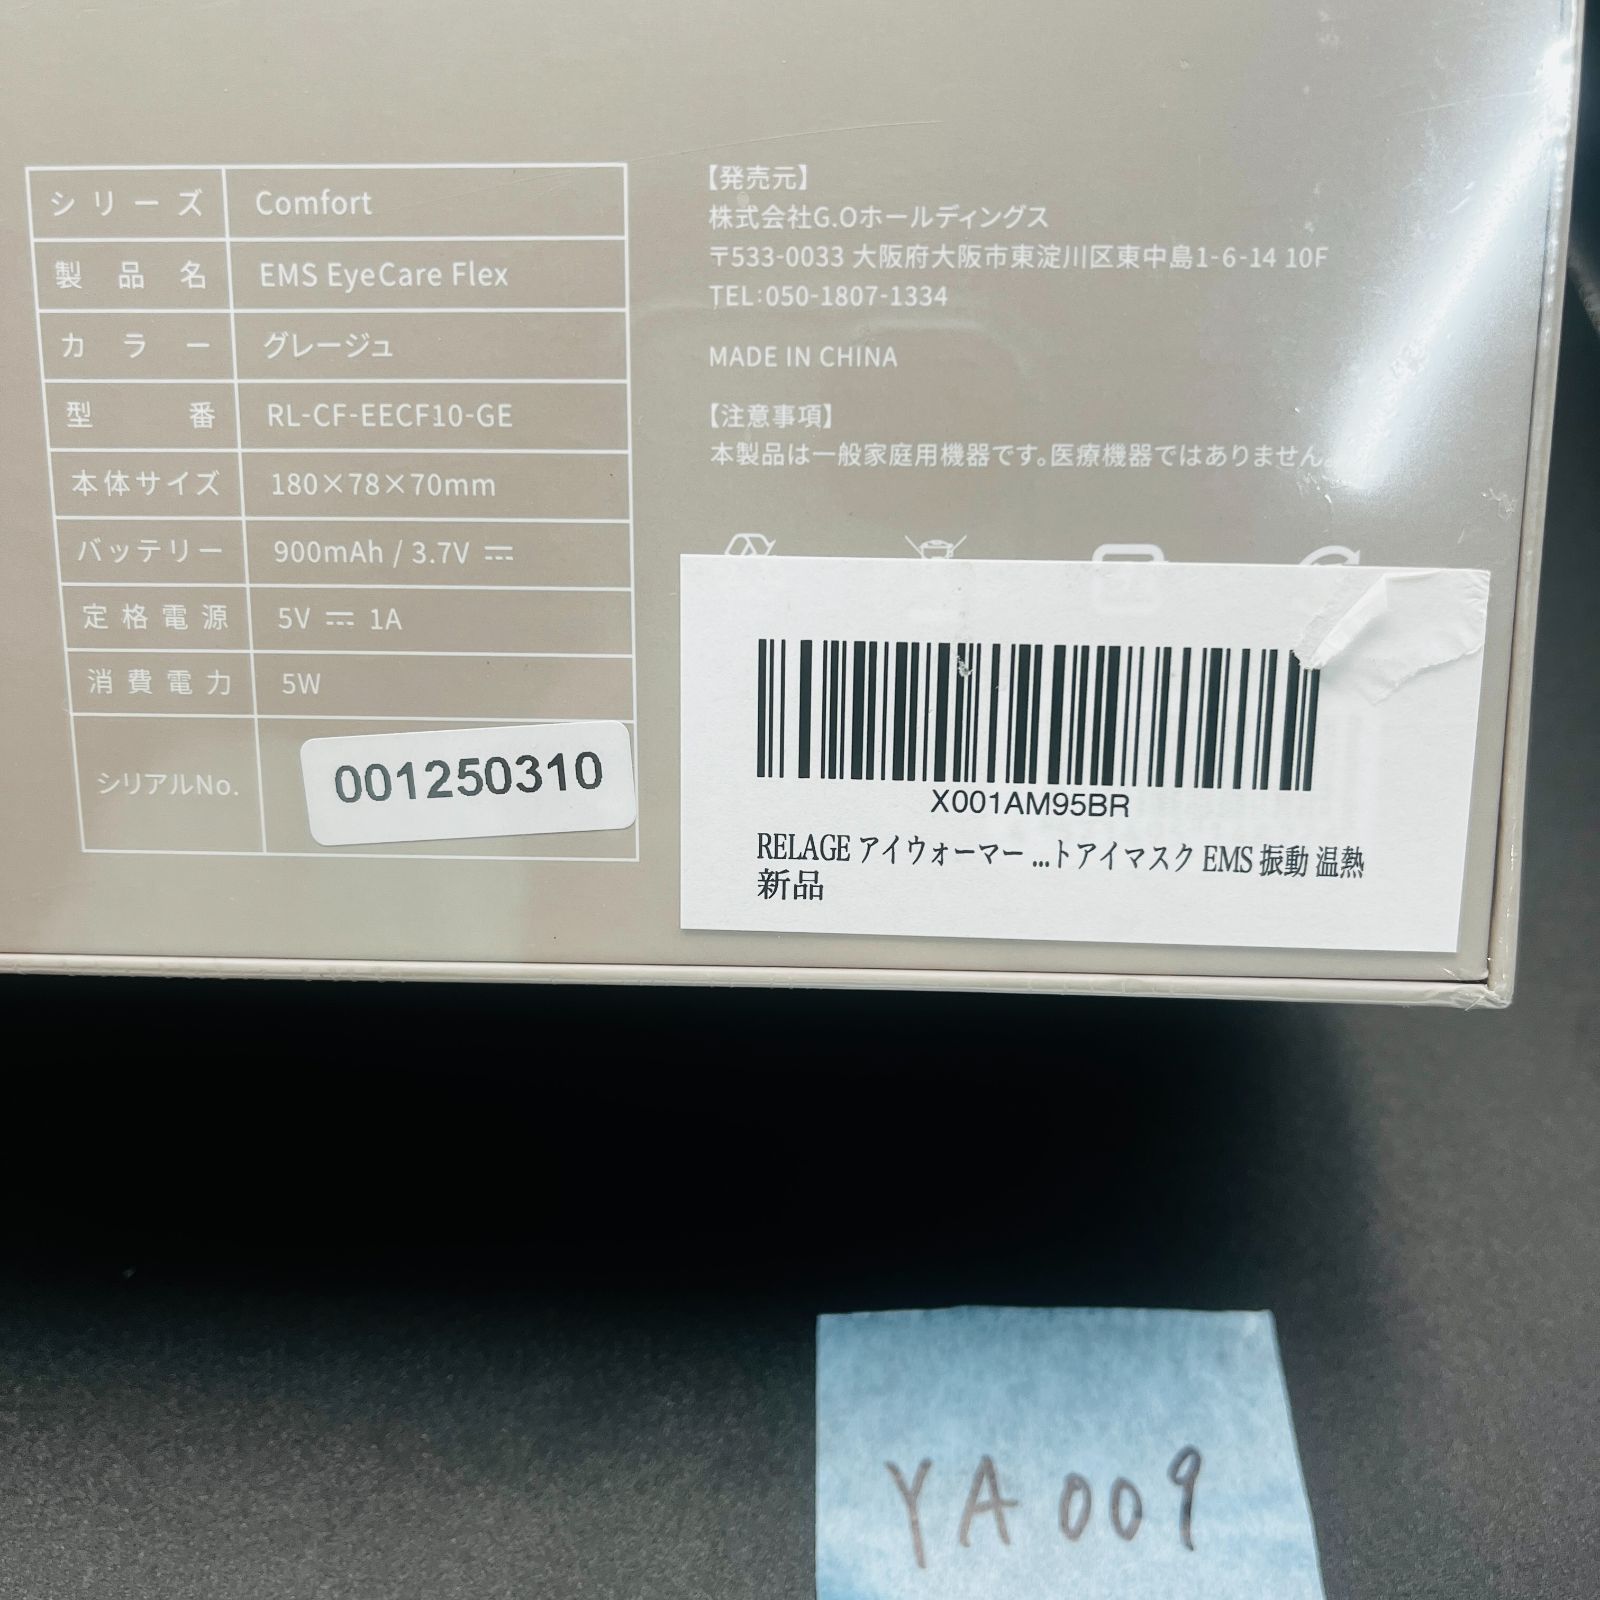 シリーズ Comfort
製品名 EMS EyeCare Flex
カラー グレージュ
型番 RL-CF-EECF10-GE
本体サイズ 180×78×70mm
バッテリー 900mAh / 3.7V ⎓
定格電源 5V ⎓ 1A
消費電力 5W
シリアルNo. 001250310
【発売元】
株式会社G.Oホールディングス
〒533-0033 大阪府大阪市東淀川区東中島1-6-14 10F
TEL:050-1807-1334
MADE IN CHINA
【注意事項】
本製品は一般家庭用機器です。医療機器ではありません。
X001AM95BR
RELAGE アイウォーマー ...トアイマスク EMS 振動 温熱
新品
YA009